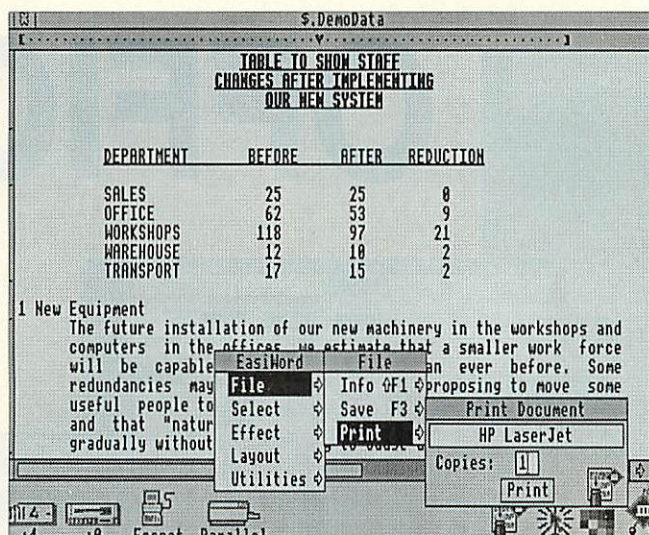 $.DemoData
TABLE TO SHOW STAFF
CHANGES AFTER IMPLEMENTING
OUR NEW SYSTEM
DEPARTMENT BEFORE AFTER REDUCTION
SALES 25 25 0
OFFICE 62 53 9
WORKSHOPS 118 97 21
WAREHOUSE 12 10 2
TRANSPORT 17 15 2
1 New Equipment
The future installation of our new machinery in the workshops and
computers in the offices we estimate that a smaller work force
will be capable an ever before. Some
redundancies may proposing to move some
useful people to
and that "natur
gradually without
EasiWord
File
Select
Effect
Layout
Utilities
File
Info ⇧F1
Save F3
Print
Print Document
HP LaserJet
Copies: 1
Print
:4 :0 Epson
Parallel